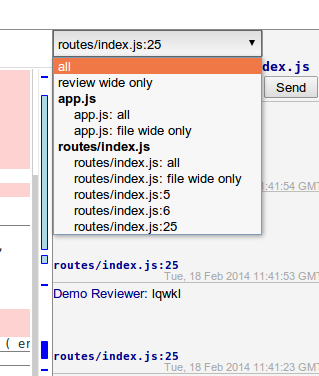 routes/index.js:25
all
dex.js
review wide only
app.js
Send
app.js: all
app.js: file wide only
routes/index.js
routes/index.js: all
routes/index.js: file wide only
:41:54 GMT
routes/index.js:5
routes/index.js:6
routes/index.js:25
routes/index.js:25
Tue, 18 Feb 2014 11:41:53 GMT
Demo Reviewer: lqwkl
( er
routes/index.js:25
Tue, 18 Feb 2014 11:41:23 GMT